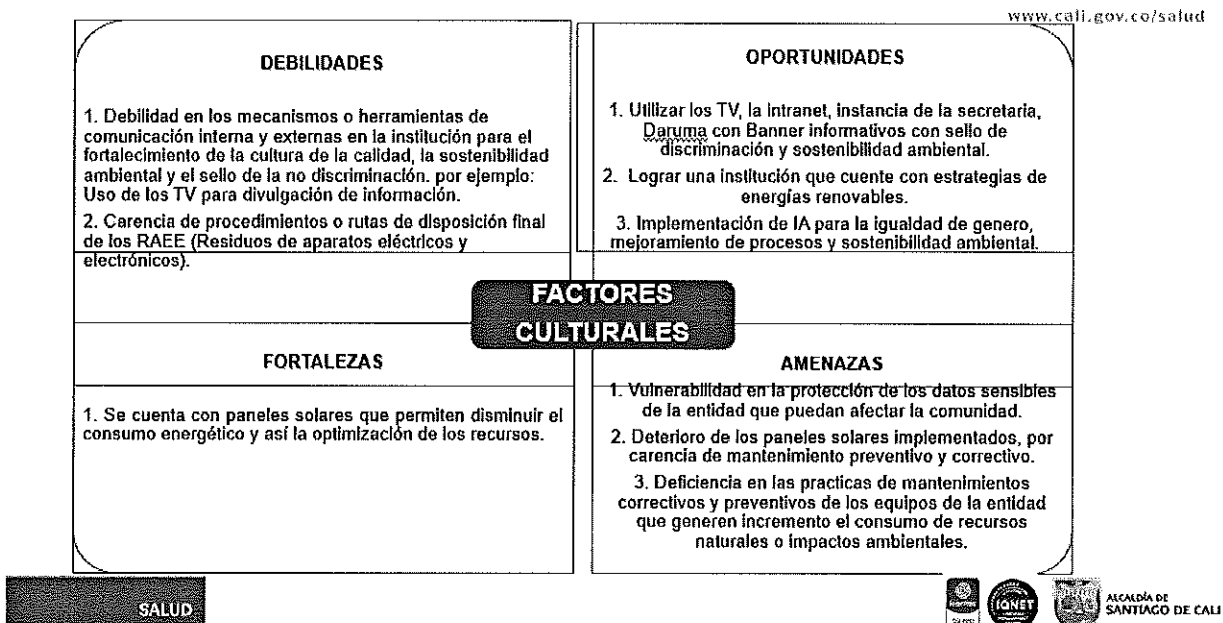 www.cali.gov.co/salud
DEBILIDADES
1. Debilidad en los mecanismos o herramientas de
comunicación interna y externas en la institución para el
fortalecimiento de la cultura de la calidad, la sostenibilidad
ambiental y el sello de la no discriminación. por ejemplo:
Uso de los TV para divulgación de información.
2. Carencia de procedimientos o rutas de disposición final
de los RAEE (Residuos de aparatos eléctricos y
electrónicos).
OPORTUNIDADES
1. Utilizar los TV, la intranet, instancia de la secretaria,
Daruma con Banner informativos con sello de
discriminación y sostenibilidad ambiental.
2. Lograr una institución que cuente con estrategias de
energías renovables.
3. Implementación de IA para la igualdad de genero,
mejoramiento de procesos y sostenibilidad ambiental.
FACTORES
CULTURALES
FORTALEZAS
1. Se cuenta con paneles solares que permiten disminuir el
consumo energético y así la optimización de los recursos.
AMENAZAS
1. Vulnerabilidad en la protección de los datos sensibles
de la entidad que puedan afectar la comunidad.
2. Deterioro de los paneles solares implementados, por
carencia de mantenimiento preventivo y correctivo.
3. Deficiencia en las practicas de mantenimientos
correctivos y preventivos de los equipos de la entidad
que generen incremento el consumo de recursos
naturales o impactos ambientales.
SALUD
IQNET
ALCALDÍA DE
SANTIAGO DE CALI